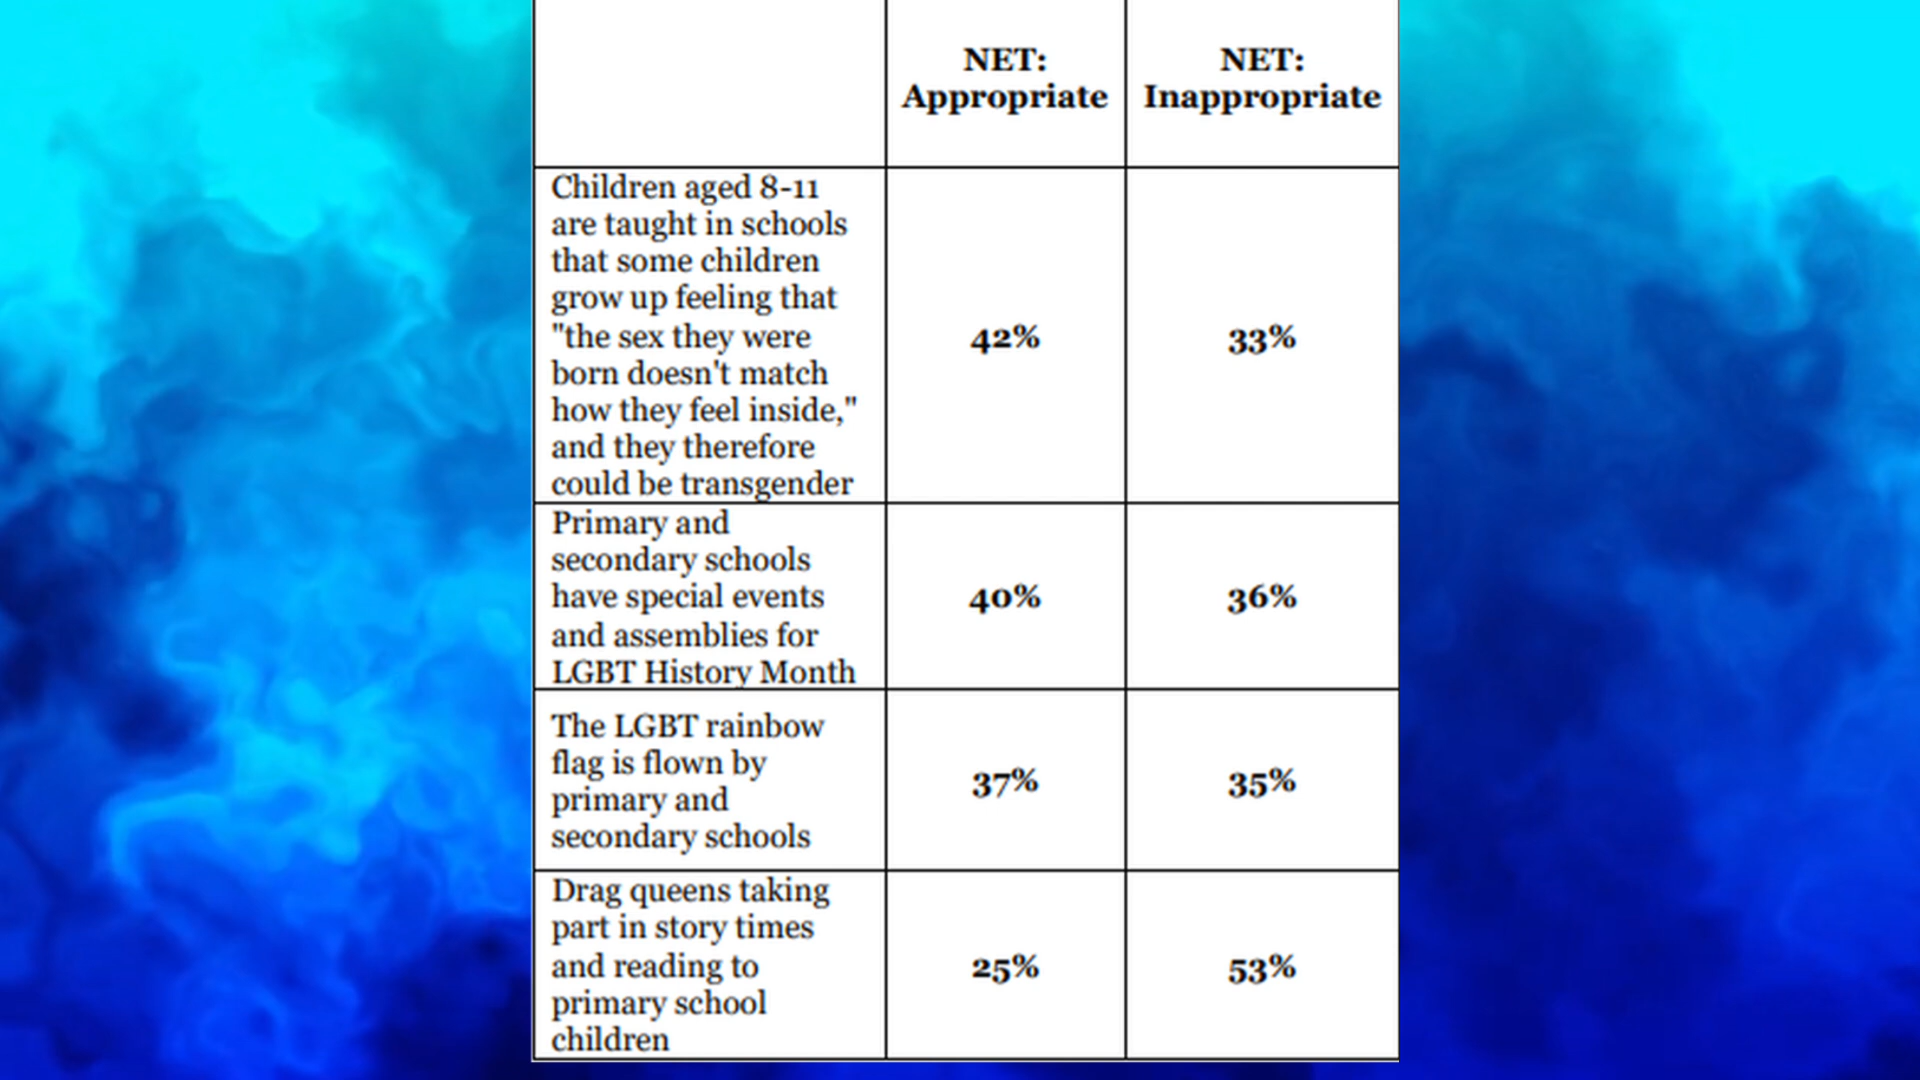 NET:
Appropriate
NET:
Inappropriate
Children aged 8-11
are taught in schools
that some children
grow up feeling that
"the sex they were
born doesn't match
how they feel inside,"
and they therefore
could be transgender
42%
33%
Primary and
secondary schools
have special events
and assemblies for
LGBT History Month
40%
36%
The LGBT rainbow
flag is flown by
primary and
secondary schools
37%
35%
Drag queens taking
part in story times
and reading to
primary school
children
25%
53%